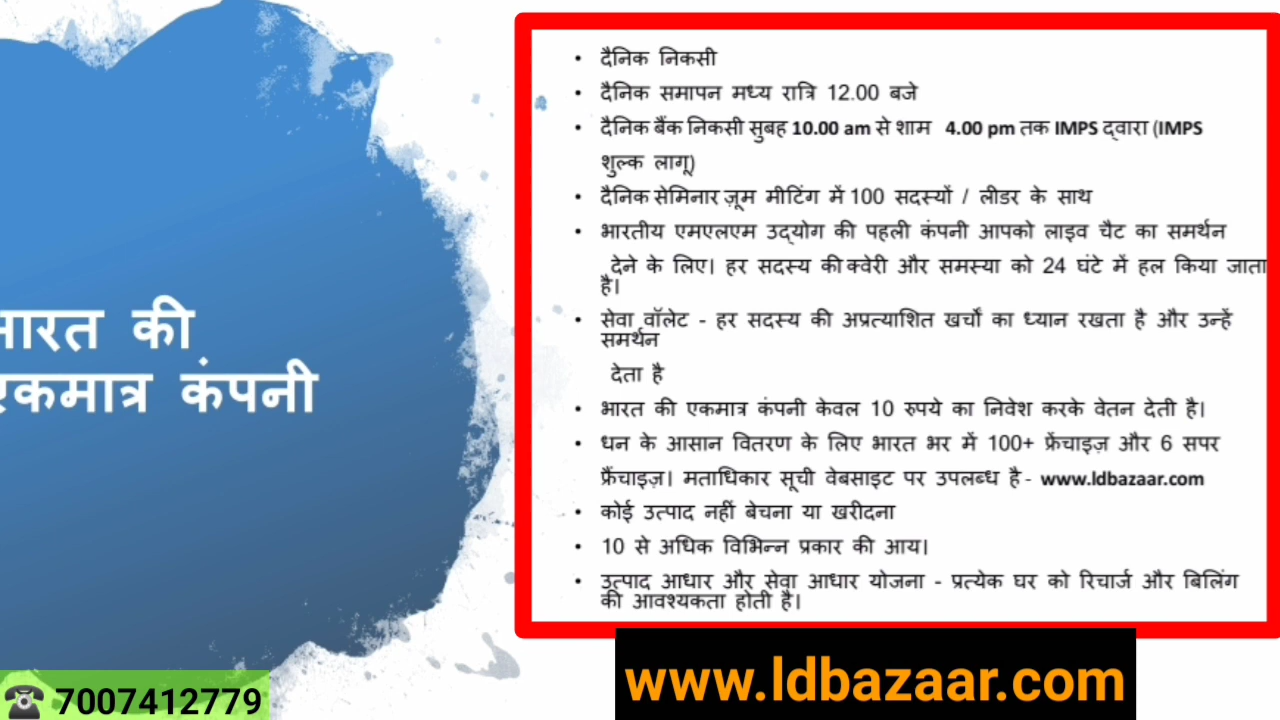 भारत की
एकमात्र कंपनी
• दैनिक निकसी
• दैनिक समापन मध्य रात्रि 12.00 बजे
• दैनिक बैंक निकसी सुबह 10.00 am से शाम 4.00 pm तक IMPS द्वारा (IMPS
शुल्क लागू)
• दैनिक सेमिनार ज़ूम मीटिंग में 100 सदस्यों / लीडर के साथ
• भारतीय एमएलएम उद्योग की पहली कंपनी आपको लाइव चैट का समर्थन
देने के लिए। हर सदस्य की क्वेरी और समस्या को 24 घंटे में हल किया जाता
है।
• सेवा वॉलेट - हर सदस्य की अप्रत्याशित खर्चों का ध्यान रखता है और उन्हें
समर्थन
देता है
• भारत की एकमात्र कंपनी केवल 10 रुपये का निवेश करके वेतन देती है।
• धन के आसान वितरण के लिए भारत भर में 100+ फ्रेंचाइज़ और 6 सपर
फ्रैंचाइज़। मताधिकार सूची वेबसाइट पर उपलब्ध है - www.ldbazaar.com
• कोई उत्पाद नहीं बेचना या खरीदना
• 10 से अधिक विभिन्न प्रकार की आय।
• उत्पाद आधार और सेवा आधार योजना - प्रत्येक घर को रिचार्ज और बिलिंग
की आवश्यकता होती है।
7007412779
www.ldbazaar.com